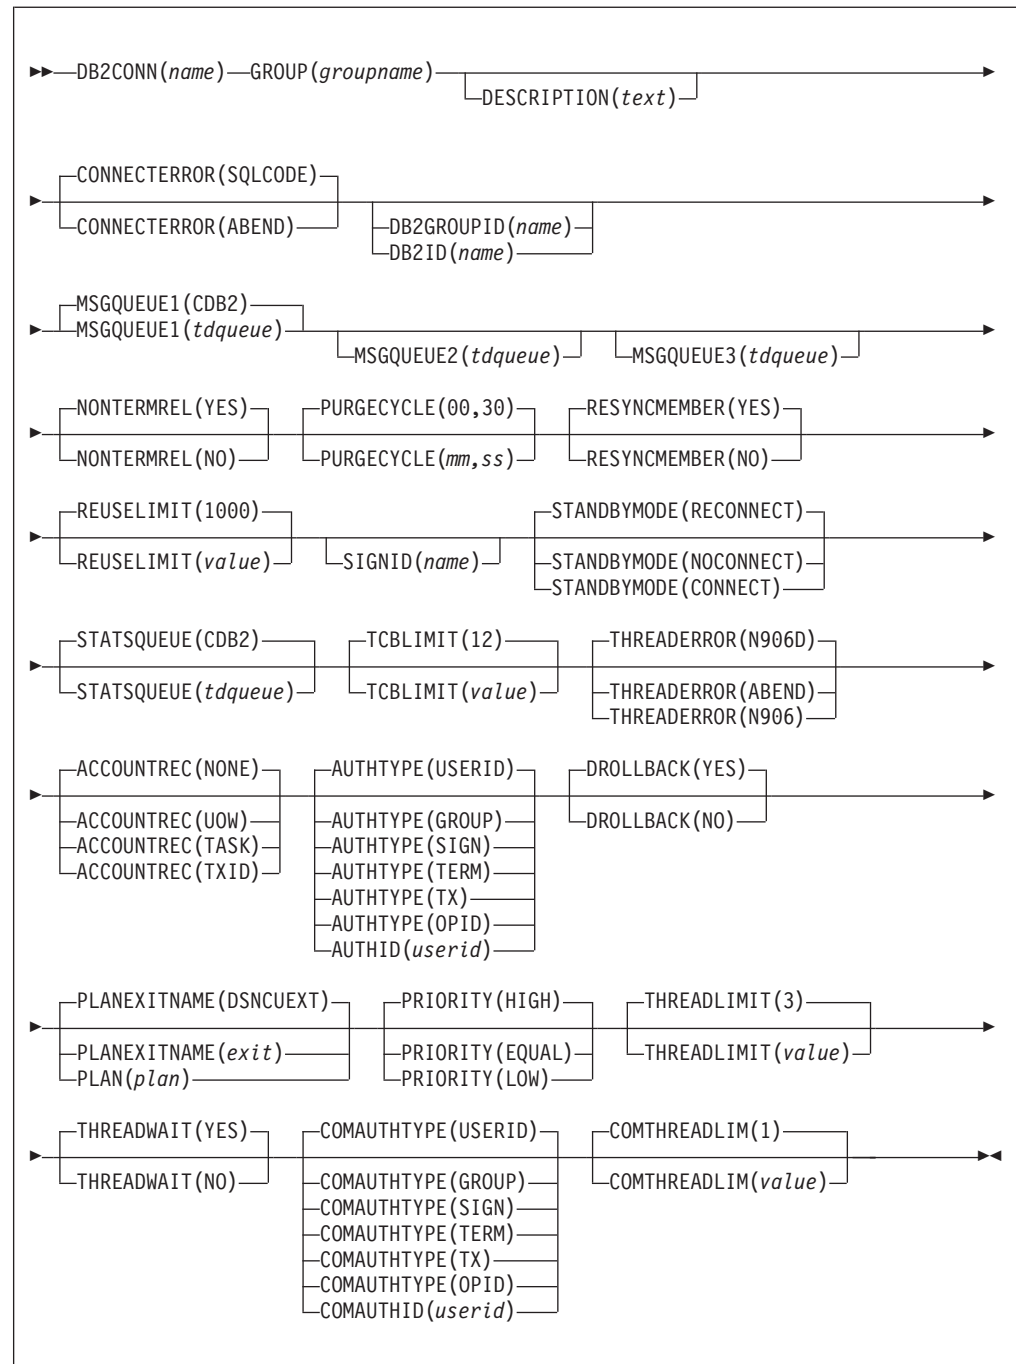 DB2CONN(name) GROUP(groupname)
DESCRIPTION(text)
CONNECTERROR(SQLCODE)
CONNECTERROR(ABEND) DB2GROUPID(name)
DB2ID(name)
MSGQUEUE1(CDB2)
MSGQUEUE1(tdqueue)
MSGQUEUE2(tdqueue) MSGQUEUE3(tdqueue)
NONTERMREL(YES) PURGECYCLE(00,30) RESYNCMEMBER(YES)
NONTERMREL(NO) PURGECYCLE(mm,ss) RESYNCMEMBER(NO)
REUSELIMIT(1000) STANDBYMODE(RECONNECT)
REUSELIMIT(value) SIGNID(name) STANDBYMODE(NOCONNECT)
STANDBYMODE(CONNECT)
STATSQUEUE(CDB2) TCBLIMIT(12) THREADERROR(N906D)
STATSQUEUE(tdqueue) TCBLIMIT(value) THREADERROR(ABEND)
THREADERROR(N906)
ACCOUNTREC(NONE) AUTHTYPE(USERID) DROLLBACK(YES)
ACCOUNTREC(UOW) AUTHTYPE(GROUP) DROLLBACK(NO)
ACCOUNTREC(TASK) AUTHTYPE(SIGN)
ACCOUNTREC(TXID) AUTHTYPE(TERM)
AUTHTYPE(TX)
AUTHTYPE(OPID)
AUTHID(userid)
PLANEXITNAME(DSNCUEXT) PRIORITY(HIGH) THREADLIMIT(3)
PLANEXITNAME(exit) PRIORITY(EQUAL) THREADLIMIT(value)
PLAN(plan) PRIORITY(LOW)
THREADWAIT(YES) COMAUTHTYPE(USERID) COMTHREADLIM(1)
THREADWAIT(NO) COMAUTHTYPE(GROUP) COMTHREADLIM(value)
COMAUTHTYPE(SIGN)
COMAUTHTYPE(TERM)
COMAUTHTYPE(TX)
COMAUTHTYPE(OPID)
COMAUTHID(userid)